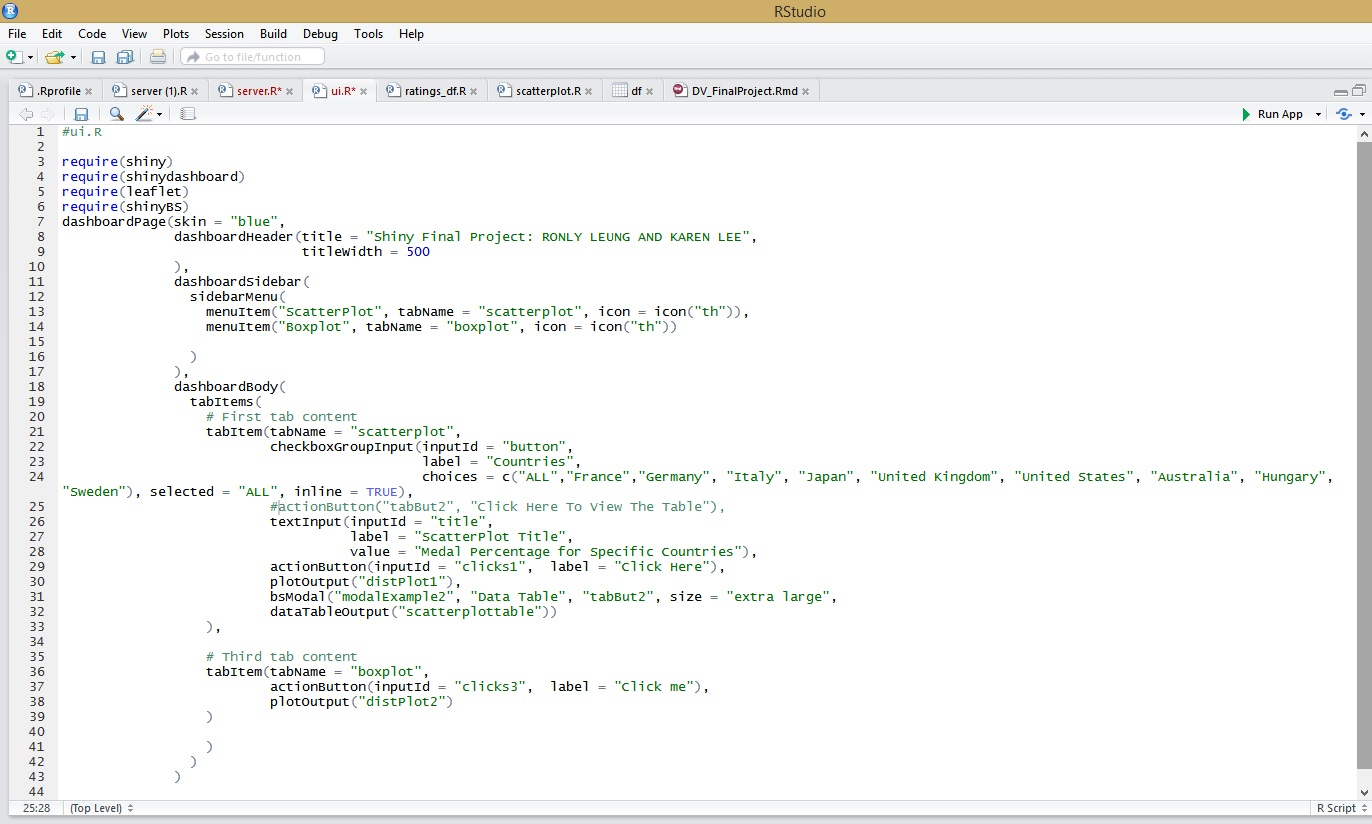 RStudio
File Edit Code View Plots Session Build Debug Tools Help
Go to file/function
.Rprofile server (1).R server.R* ui.R* ratings_df.R scatterplot.R df DV_FinalProject.Rmd
Run App
1 #ui.R
2
3 require(shiny)
4 require(shinydashboard)
5 require(leaflet)
6 require(shinyBS)
7 dashboardPage(skin = "blue",
8 dashboardHeader(title = "Shiny Final Project: RONLY LEUNG AND KAREN LEE",
9 titleWidth = 500
10 ),
11 dashboardSidebar(
12 sidebarMenu(
13 menuItem("ScatterPlot", tabName = "scatterplot", icon = icon("th")),
14 menuItem("Boxplot", tabName = "boxplot", icon = icon("th"))
15
16 )
17 ),
18 dashboardBody(
19 tabItems(
20 # First tab content
21 tabItem(tabName = "scatterplot",
22 checkboxGroupInput(inputId = "button",
23 label = "Countries",
24 choices = c("ALL","France","Germany", "Italy", "Japan", "United Kingdom", "United States", "Australia", "Hungary",
"Sweden"), selected = "ALL", inline = TRUE),
25 #actionButton("tabBut2", "Click Here To View The Table"),
26 textInput(inputId = "title",
27 label = "ScatterPlot Title",
28 value = "Medal Percentage for Specific Countries"),
29 actionButton(inputId = "clicks1",  label = "Click Here"),
30 plotOutput("distPlot1"),
31 bsModal("modalExample2", "Data Table", "tabBut2", size = "extra large",
32 dataTableOutput("scatterplottable"))
33 ),
34
35 # Third tab content
36 tabItem(tabName = "boxplot",
37 actionButton(inputId = "clicks3",  label = "Click me"),
38 plotOutput("distPlot2")
39 )
40
41 )
42 )
43 )
44
25:28 (Top Level) R Script